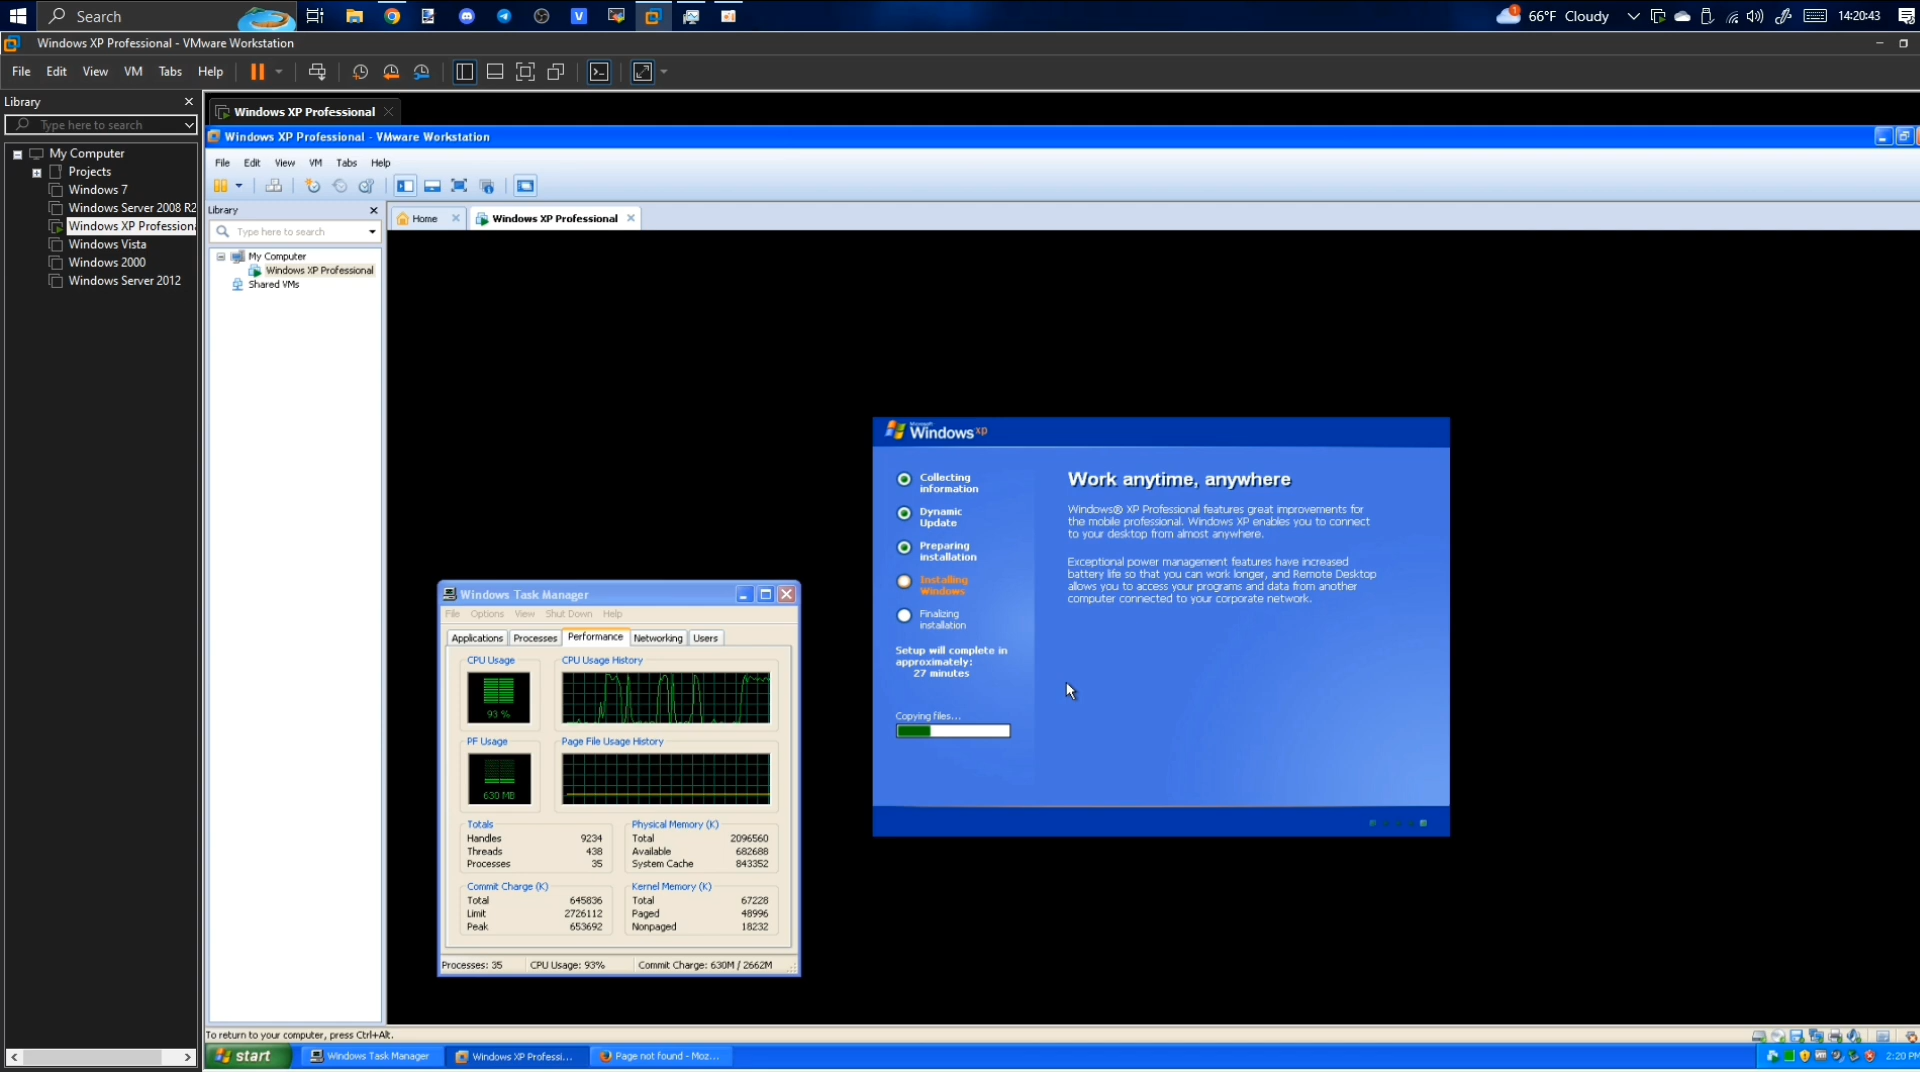 Search
66°F Cloudy
14:20:43
Windows XP Professional - VMware Workstation
File Edit View VM Tabs Help
Library
Type here to search
My Computer
Projects
Windows 7
Windows Server 2008 R2
Windows XP Professiona
Windows Vista
Windows 2000
Windows Server 2012
Windows XP Professional
Windows XP Professional - VMware Workstation
File Edit View VM Tabs Help
Library
Type here to search
My Computer
Windows XP Professional
Shared VMs
Home
Windows XP Professional
Microsoft
Windows xp
Collecting
information
Dynamic
Update
Preparing
installation
Installing
Windows
Finalizing
installation
Setup will complete in
approximately:
27 minutes
Copying files...
Work anytime, anywhere
Windows® XP Professional features great improvements for
the mobile professional. Windows XP enables you to connect
to your desktop from almost anywhere.
Exceptional power management features have increased
battery life so that you can work longer, and Remote Desktop
allows you to access your programs and data from another
computer connected to your corporate network.
Windows Task Manager
File Options View Shut Down Help
Applications Processes Performance Networking Users
CPU Usage CPU Usage History
93 %
PF Usage Page File Usage History
630 MB
Totals
Handles 9234
Threads 438
Processes 35
Physical Memory (K)
Total 2096560
Available 682688
System Cache 843352
Commit Charge (K)
Total 645836
Limit 2726112
Peak 653692
Kernel Memory (K)
Total 67228
Paged 48996
Nonpaged 18232
Processes: 35 CPU Usage: 93% Commit Charge: 630M / 2662M
To return to your computer, press Ctrl+Alt.
start
Windows Task Manager
Windows XP Professi...
Page not found - Moz...
2:20 PM